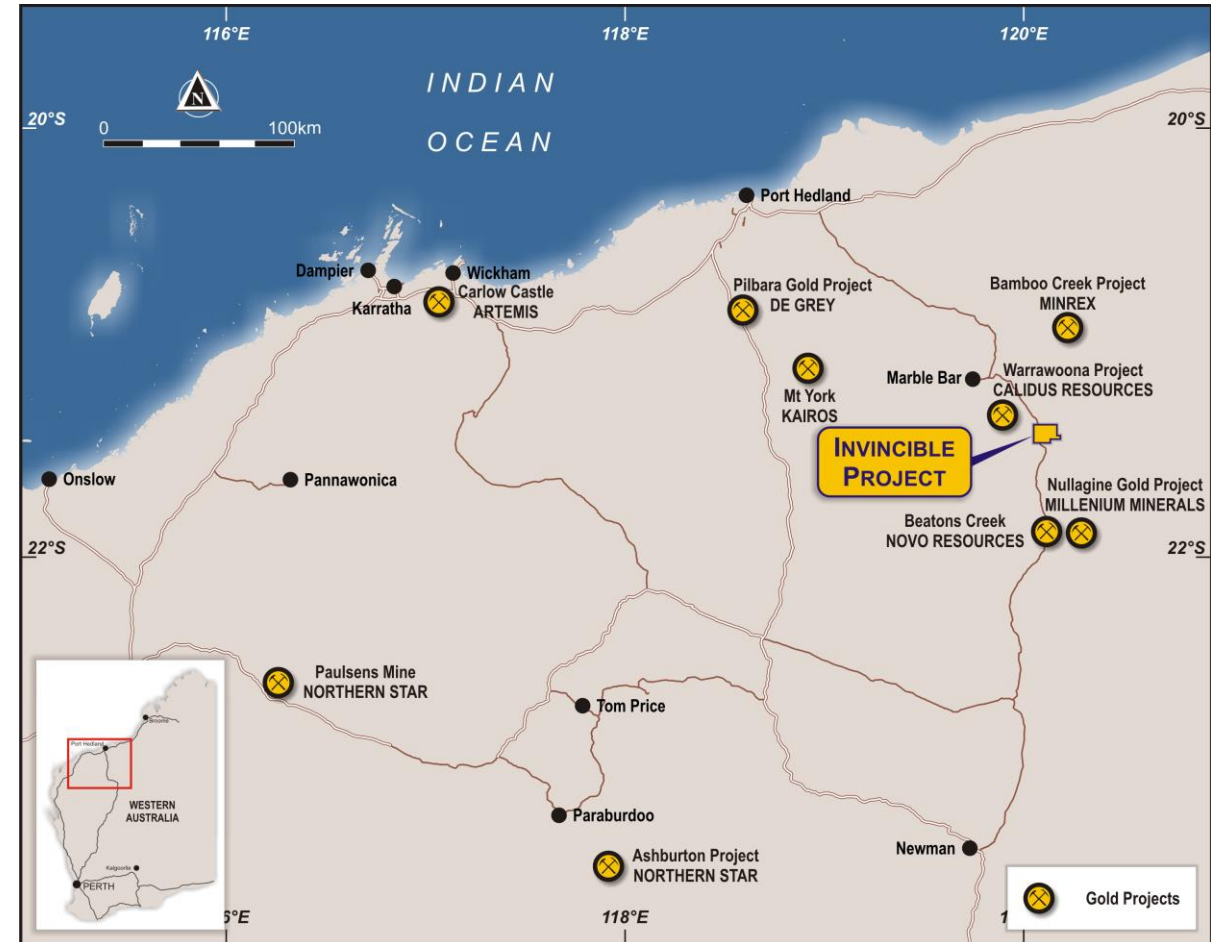 116°E
118°E
120°E
INDIAN
OCEAN
N
20°S
20°S
0
100km
Port Hedland
Dampier
Wickham
Karratha
Carlow Castle
ARTEMIS
Pilbara Gold Project
DE GREY
Bamboo Creek Project
MINREX
Marble Bar
Warrawoona Project
CALIDUS RESOURCES
Mt York
KAIROS
INVINCIBLE
PROJECT
Onslow
Pannawonica
Nullagine Gold Project
MILLENIUM MINERALS
Beatons Creek
NOVO RESOURCES
22°S
22°S
Paulsens Mine
NORTHERN STAR
Tom Price
Broome
Port Hedland
WESTERN
AUSTRALIA
Kalgoorlie
PERTH
Paraburdoo
Newman
Ashburton Project
NORTHERN STAR
Gold Projects
6°E
118°E
1